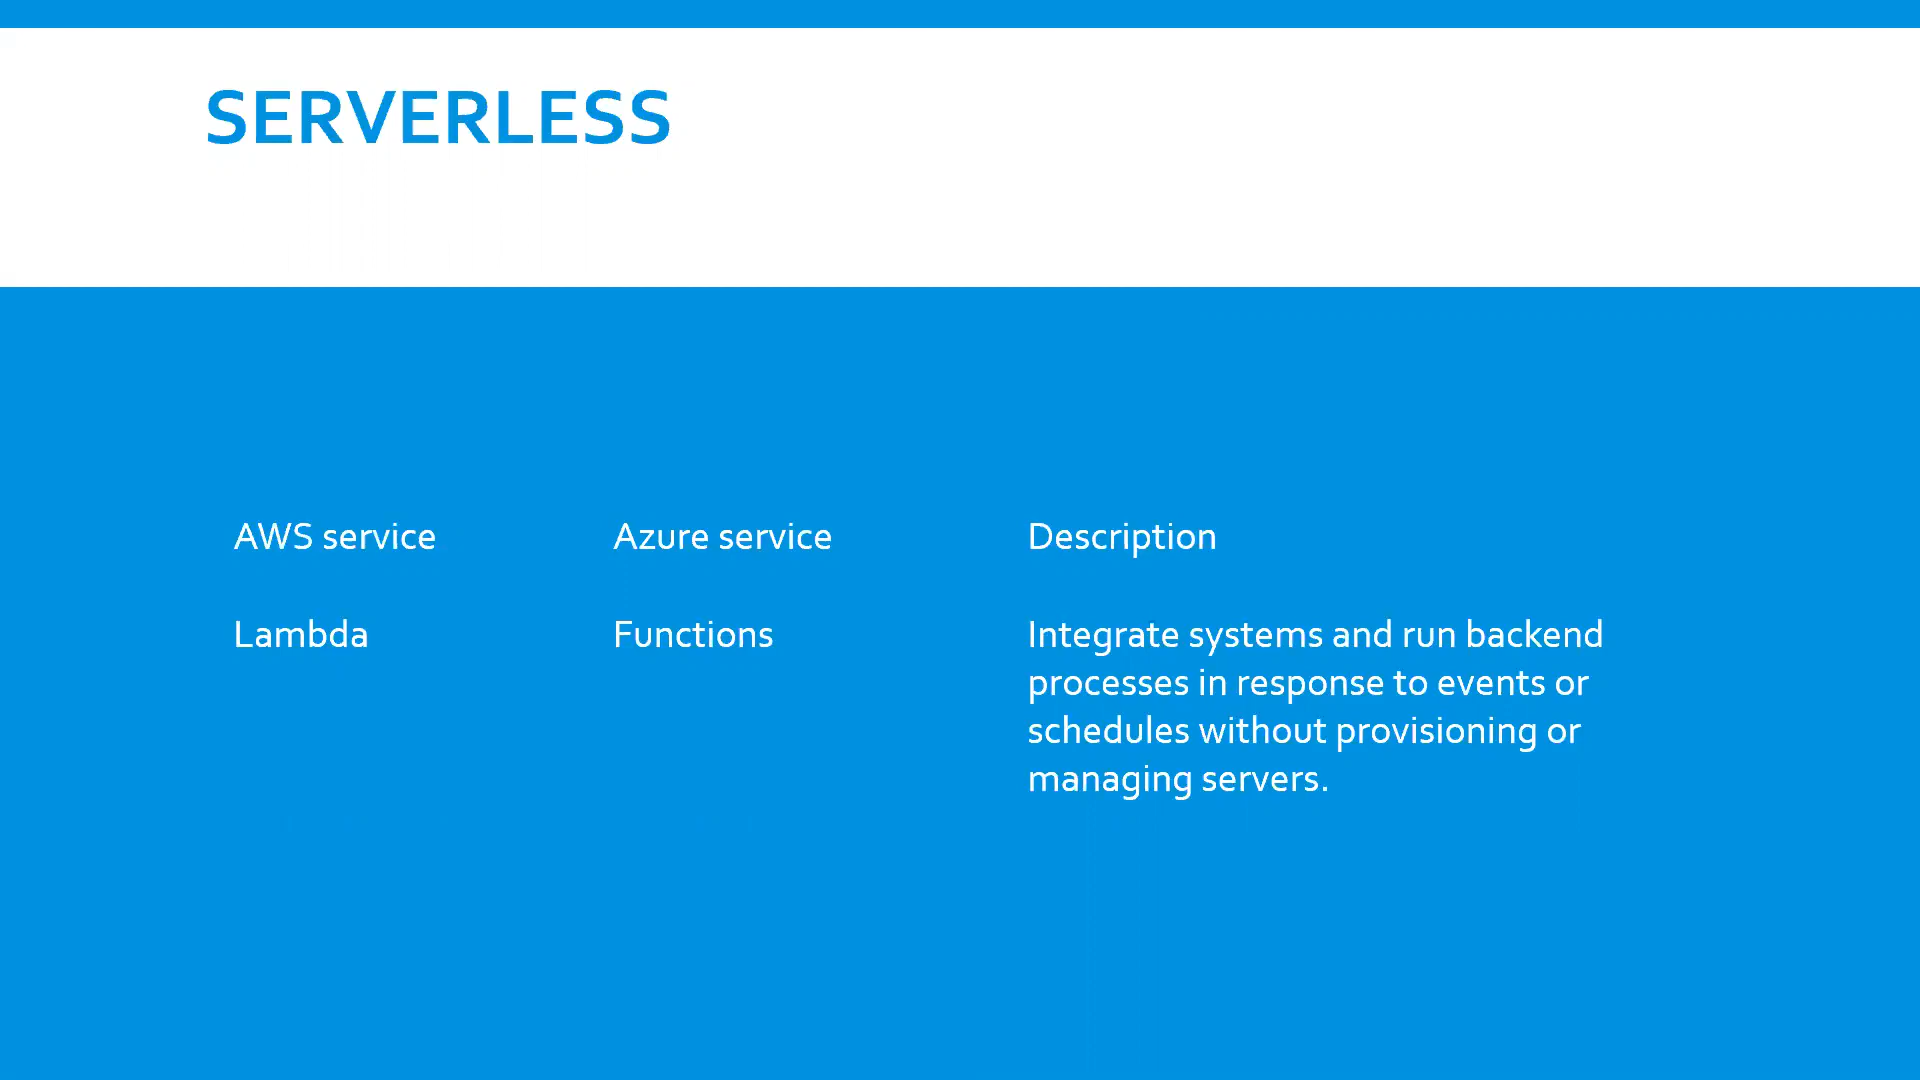 SERVERLESS
AWS service
Azure service
Description
Lambda
Functions
Integrate systems and run backend
processes in response to events or
schedules without provisioning or
managing servers.